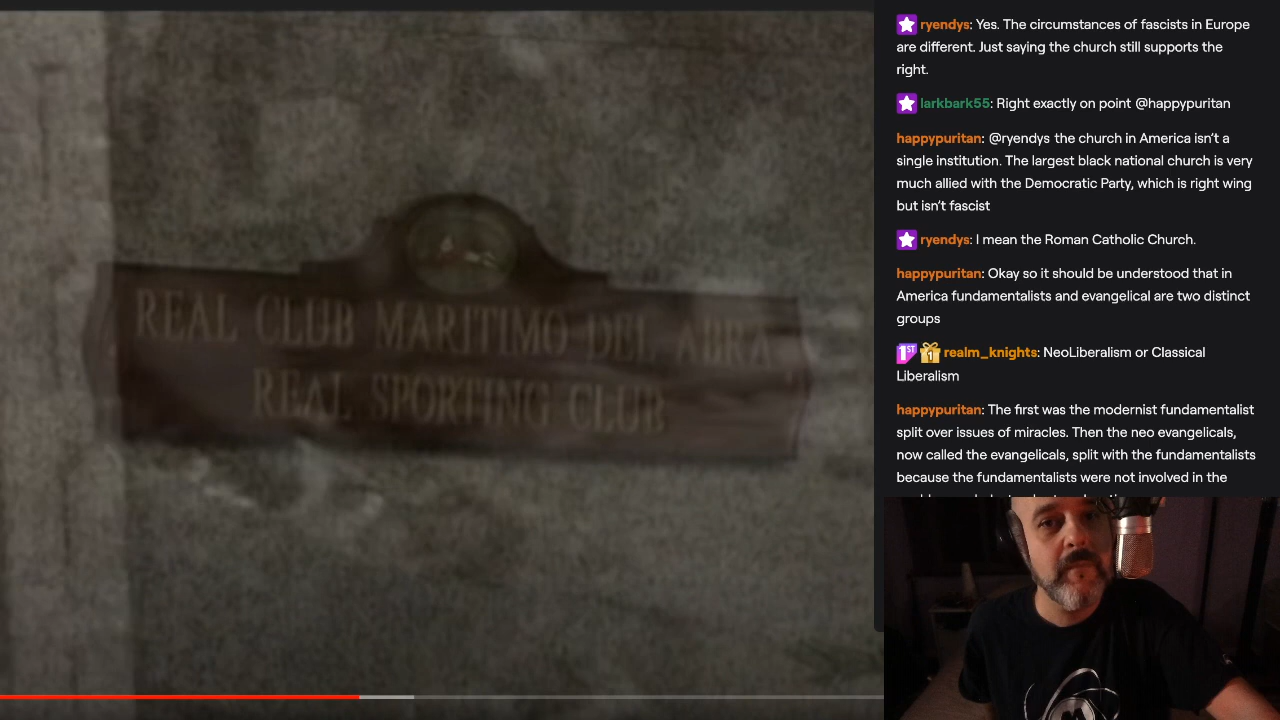 REAL CLUB MARITIMO DEL ABRA
REAL SPORTING CLUB
ryendys: Yes. The circumstances of fascists in Europe
are different. Just saying the church still supports the
right.
larkbark55: Right exactly on point @happypuritan
happypuritan: @ryendys the church in America isn't a
single institution. The largest black national church is very
much allied with the Democratic Party, which is right wing
but isn't fascist
ryendys: I mean the Roman Catholic Church.
happypuritan: Okay so it should be understood that in
America fundamentalists and evangelical are two distinct
groups
1ST 1 realm_knights: NeoLiberalism or Classical
Liberalism
happypuritan: The first was the modernist fundamentalist
split over issues of miracles. Then the neo evangelicals,
now called the evangelicals, split with the fundamentalists
because the fundamentalists were not involved in the